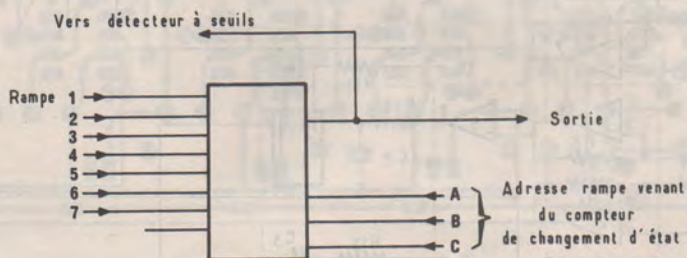 Vers détecteur à seuils
Rampe 1
2
Sortie
3
4
5
6
7
A
B
C
Adresse rampe venant
du compteur
de changement d'état